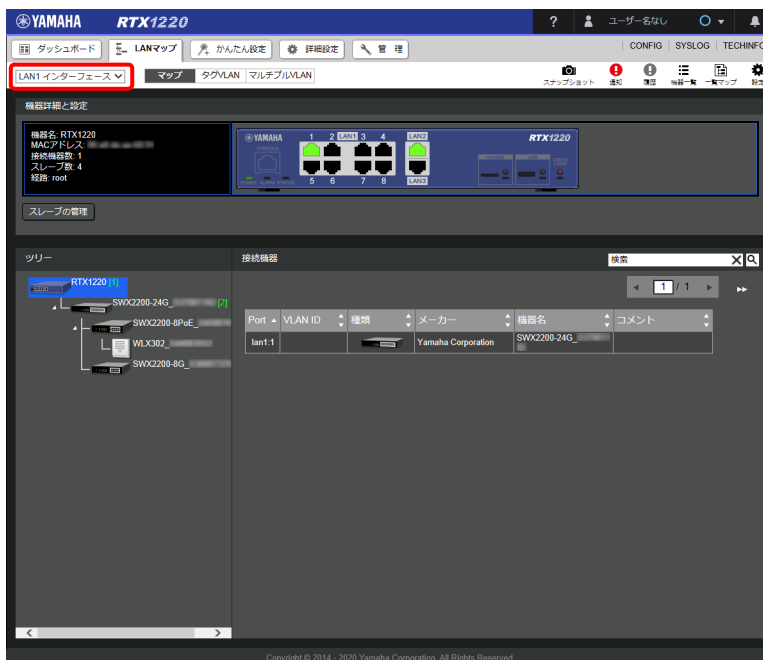 YAMAHA RTX1220 ? ユーザー名なし
ダッシュボード LANマップ かんたん設定 詳細設定 管 理 CONFIG SYSLOG TECHINFO
LAN1 インターフェース マップ タグVLAN マルチプルVLAN スナップショット 通知 履歴 機器一覧 一覧マップ 設定
機器詳細と設定
機器名: RTX1220
MACアドレス:
接続機器数: 1
スレーブ数: 4
経路: root
YAMAHA 1 2 LAN1 3 4 LAN2 RTX1220
CONSOLE
POWER ALARM STATUS 5 6 7 8 LAN3
スレーブの管理
ツリー 接続機器 検索
RTX1220 [1]
SWX2200-24G_ [2]
SWX2200-8PoE_
WLX302_
SWX2200-8G_
1 / 1
Port VLAN ID 種類 メーカー 機器名 コメント
lan1:1 Yamaha Corporation SWX2200-24G_
Copyright © 2014 - 2020 Yamaha Corporation. All Rights Reserved.